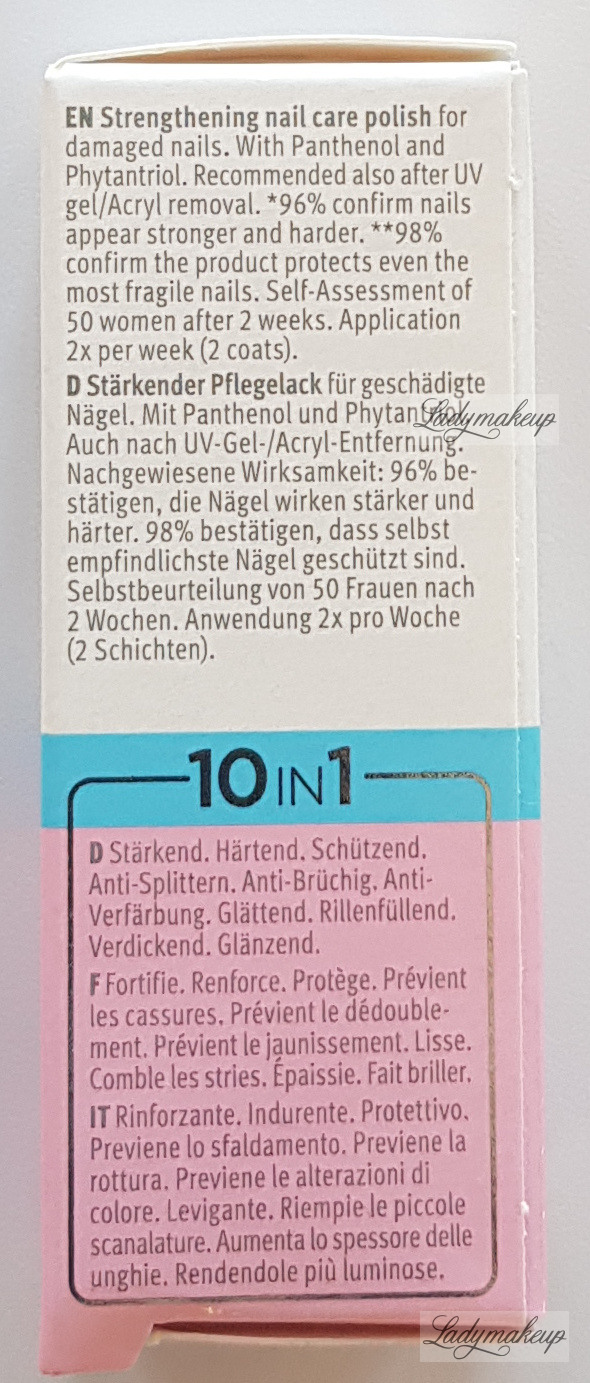 EN Strengthening nail care polish for
damaged nails. With Panthenol and
Phytantriol. Recommended also after UV
gel/Acryl removal. *96% confirm nails
appear stronger and harder. **98%
confirm the product protects even the
most fragile nails. Self-Assessment of
50 women after 2 weeks. Application
2x per week (2 coats).
D Stärkender Pflegelack für geschädigte
Nägel. Mit Panthenol und
Ladymakeup
Auch nach UV-Gel-/Acryl-Entfernung.
Nachgewiesene Wirksamkeit: 96% be-
stätigen, die Nägel wirken stärker und
härter. 98% bestätigen, dass selbst
empfindlichste Nägel geschützt sind.
Selbstbeurteilung von 50 Frauen nach
2 Wochen. Anwendung 2x pro Woche
(2 Schichten).
10 IN 1
D Stärkend. Härtend. Schützend.
Anti-Splittern. Anti-Brüchig. Anti-
Verfärbung. Glättend. Rillenfüllend.
Verdickend. Glänzend.
F Fortifie. Renforce. Protège. Prévient
les cassures. Prévient le dédouble-
ment. Prévient le jaunissement. Lisse.
Comble les stries. Épaissie. Fait briller.
IT Rinforzante. Indurente. Protettivo.
Previene lo sfaldamento. Previene la
rottura. Previene le alterazioni di
colore. Levigante. Riempie le piccole
scanalature. Aumenta lo spessore delle
unghie. Rendendole più luminose.
Ladymakeup